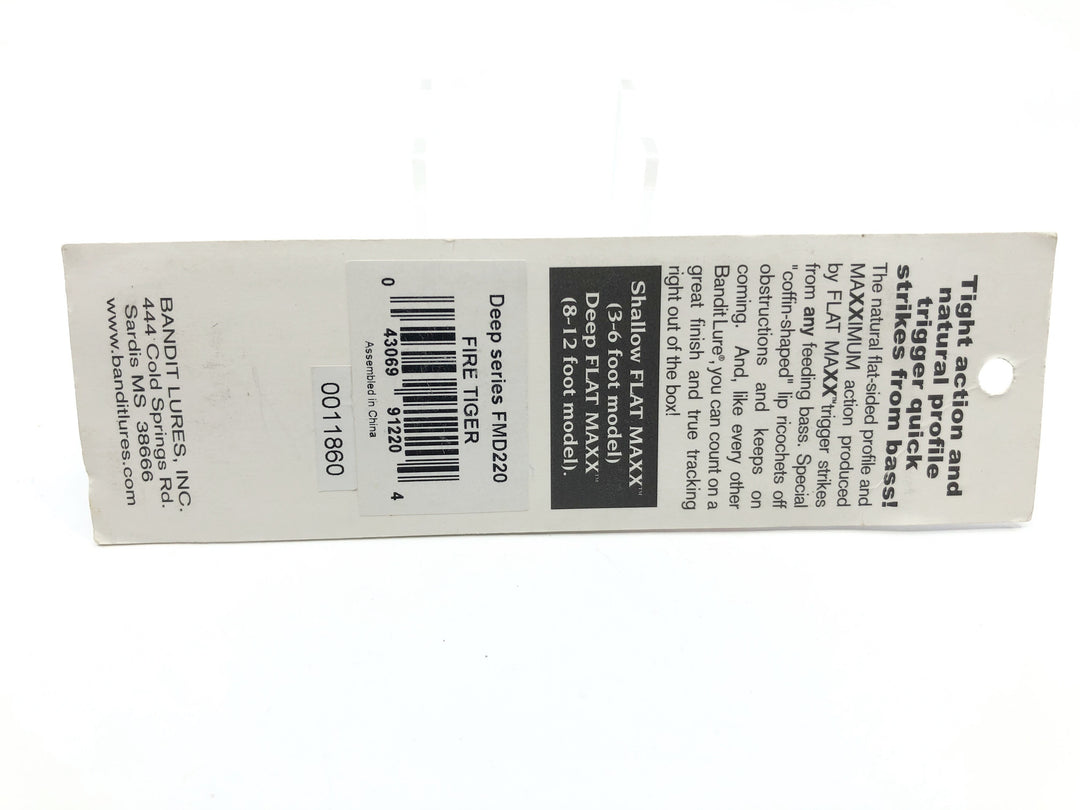 Tight action and
natural profile
trigger quick
strikes from bass!
The natural flat-sided profile and
MAXXIMUM action produced
by FLAT MAXX™ trigger strikes
from any feeding bass. Special
"coffin-shaped" lip ricochets off
obstructions and keeps on
coming. And, like every other
Bandit Lure®, you can count on a
great finish and true tracking
right out of the box!
Shallow FLAT MAXX™
(3-6 foot model)
Deep FLAT MAXX™
(8-12 foot model).
Deep series FMD220
FIRE TIGER
0 43069 91220 4
Assembled in China
0011860
BANDIT LURES, INC.
444 Cold Springs Rd.
Sardis MS 38666
www.banditlures.com